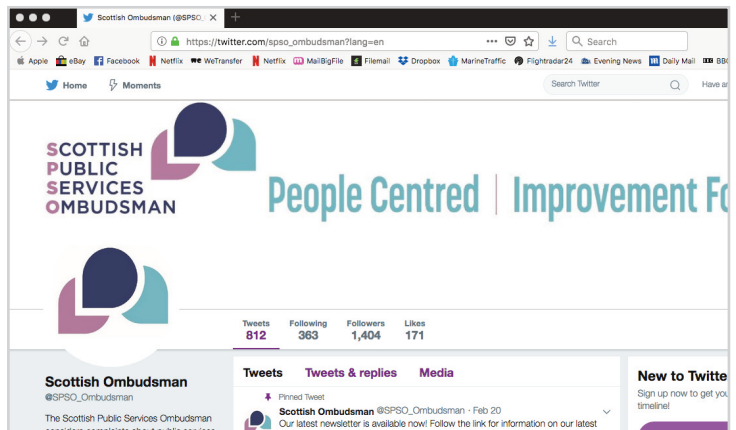 Scottish Ombudsman (@SPSO_
https://twitter.com/spso_ombudsman?lang=en
Search
Apple eBay Facebook Netflix WeTransfer Netflix MailBigFile Filemail Dropbox MarineTraffic Flightradar24 Evening News Daily Mail BBC
Home Moments
Search Twitter
Have
SCOTTISH
PUBLIC
SERVICES
OMBUDSMAN
People Centred | Improvement
Tweets Following Followers Likes
812 363 1,404 171
Scottish Ombudsman
@SPSO_Ombudsman
The Scottish Public Services Ombudsman
Tweets Tweets & replies Media
Pinned Tweet
Scottish Ombudsman @SPSO_Ombudsman · Feb 20
Our latest newsletter is available now! Follow the link for information on our latest
New to Twitte
Sign up now to get you
timeline!